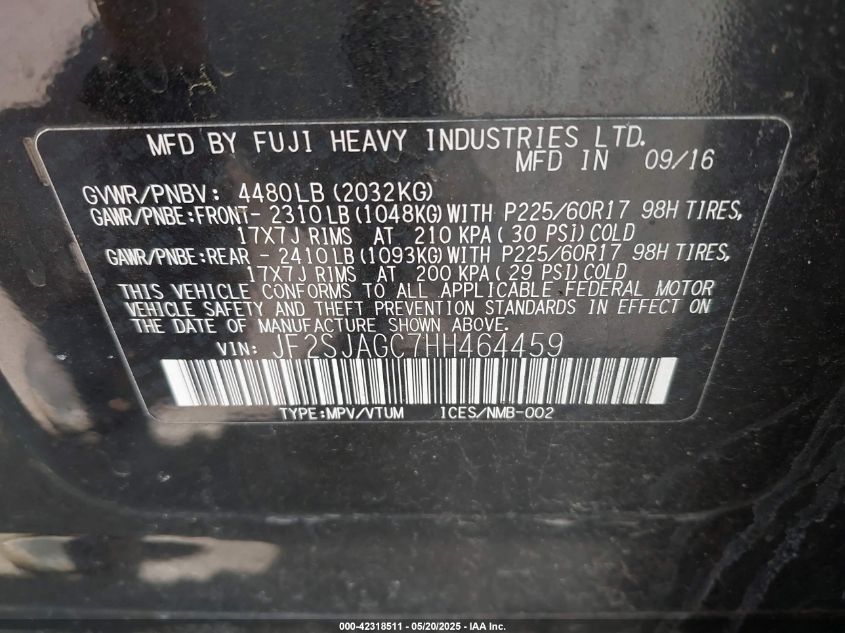 MFD BY FUJI HEAVY INDUSTRIES LTD.
MFD IN 09/16
GVWR/PNBV: 4480LB (2032KG)
GAWR/PNBE:FRONT- 2310LB (1048KG) WITH P225/60R17 98H TIRES,
17X7J RIMS AT 210 KPA (30 PSI) COLD
GAWR/PNBE:REAR - 2410LB (1093KG) WITH P225/60R17 98H TIRES,
17X7J RIMS AT 200 KPA (29 PSI) COLD
THIS VEHICLE CONFORMS TO ALL APPLICABLE FEDERAL MOTOR
VEHICLE SAFETY AND THEFT PREVENTION STANDARDS IN EFFECT ON
THE DATE OF MANUFACTURE SHOWN ABOVE.
VIN: JF2SJAGC7HH464459
TYPE:MPV/VTUM ICES/NMB-002
000-42318511 — 05/20/2025 — IAA Inc.